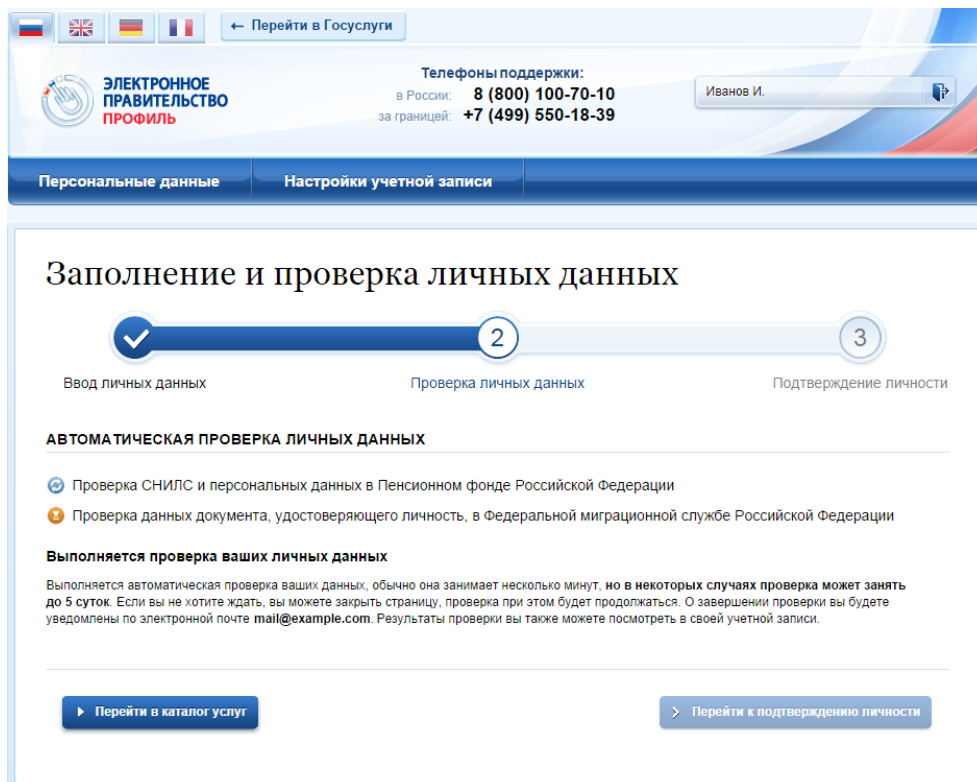 ← Перейти в Госуслуги
ЭЛЕКТРОННОЕ
ПРАВИТЕЛЬСТВО
ПРОФИЛЬ
Телефоны поддержки:
в России: 8 (800) 100-70-10
за границей: +7 (499) 550-18-39
Иванов И.
Персональные данные Настройки учетной записи
Заполнение и проверка личных данных
2 3
Ввод личных данных Проверка личных данных Подтверждение личности
АВТОМАТИЧЕСКАЯ ПРОВЕРКА ЛИЧНЫХ ДАННЫХ
Проверка СНИЛС и персональных данных в Пенсионном фонде Российской Федерации
Проверка данных документа, удостоверяющего личность, в Федеральной миграционной службе Российской Федерации
Выполняется проверка ваших личных данных
Выполняется автоматическая проверка ваших данных, обычно она занимает несколько минут, но в некоторых случаях проверка может занять
до 5 суток. Если вы не хотите ждать, вы можете закрыть страницу, проверка при этом будет продолжаться. О завершении проверки вы будете
уведомлены по электронной почте mail@example.com. Результаты проверки вы также можете посмотреть в своей учетной записи.
Перейти в каталог услуг Перейти к подтверждению личности